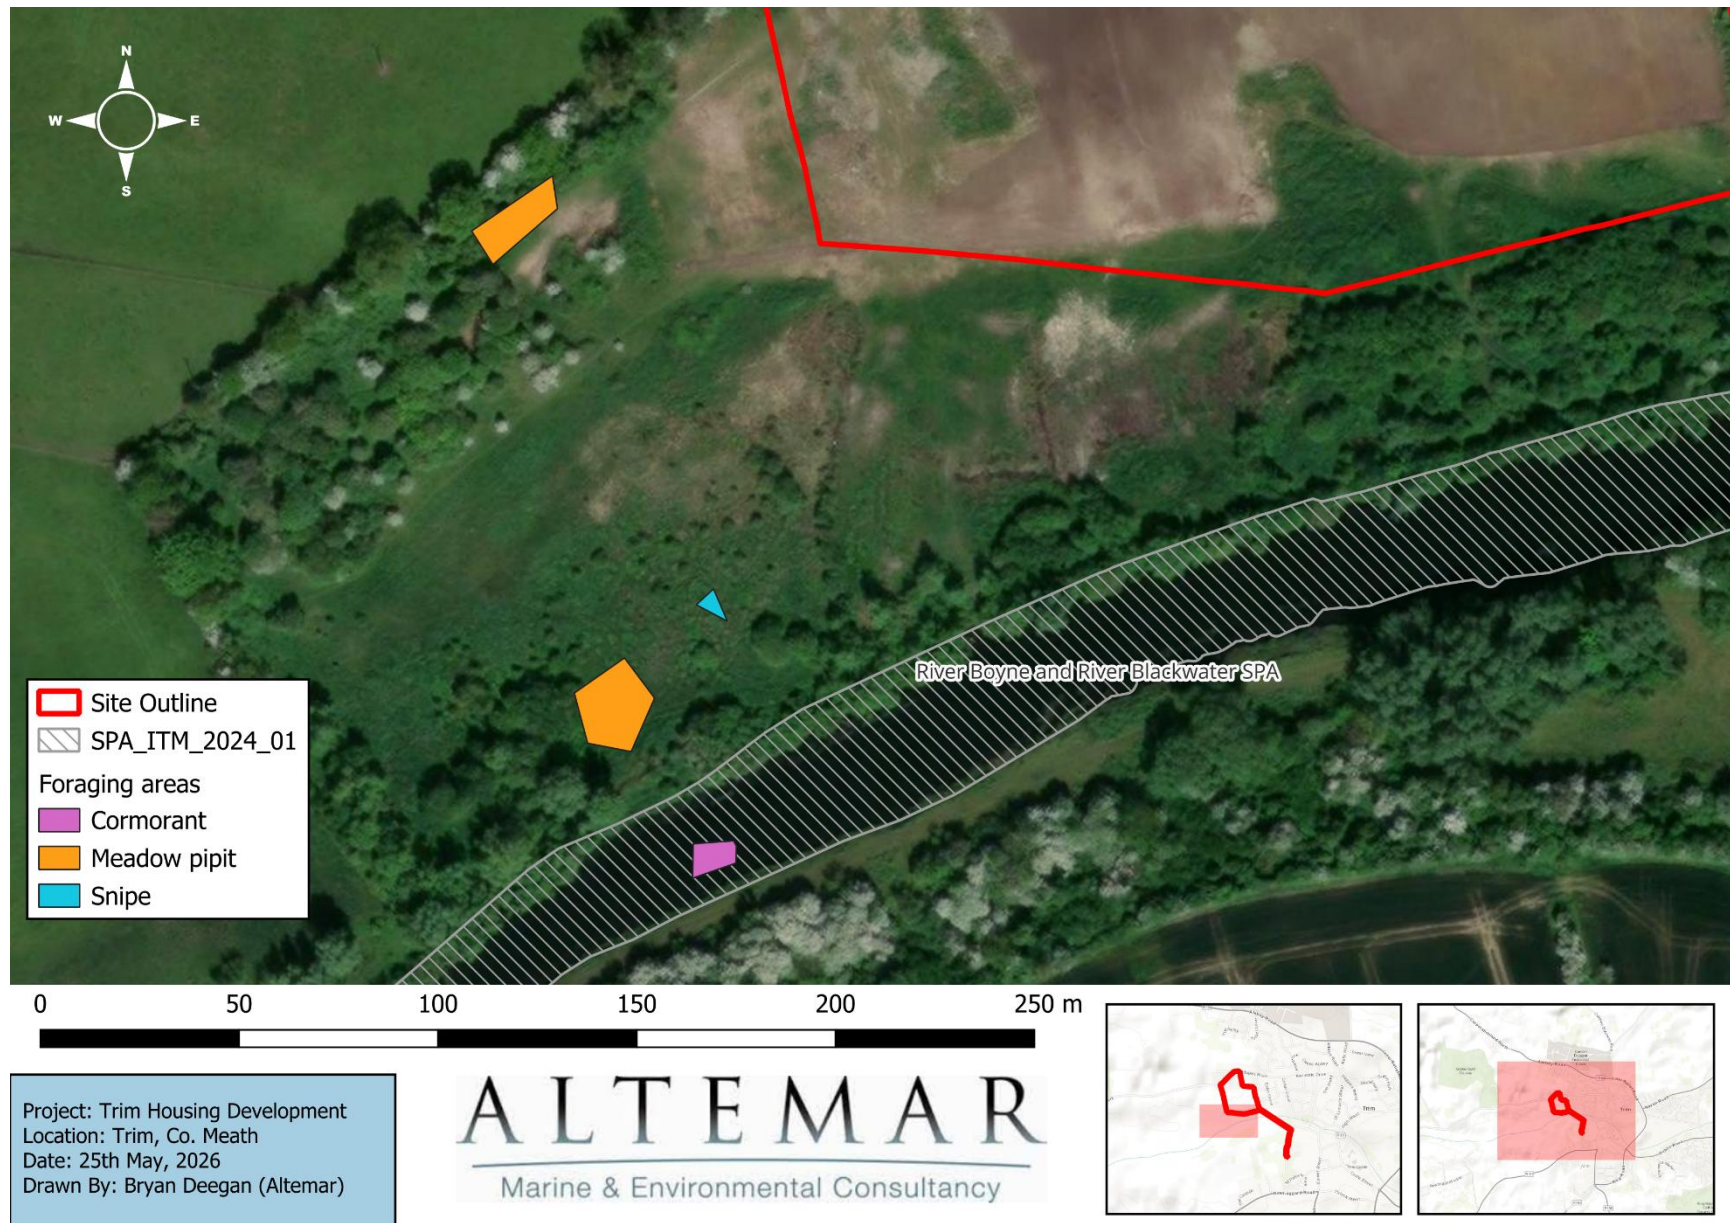 N
W E
S
River Boyne and River Blackwater SPA
Site Outline
SPA_ITM_2024_01
Foraging areas
Cormorant
Meadow pipit
Snipe
0 50 100 150 200 250 m
Project: Trim Housing Development
Location: Trim, Co. Meath
Date: 25th May, 2026
Drawn By: Bryan Deegan (Altemar)
ALTEMAR
Marine & Environmental Consultancy
Trim
Trim